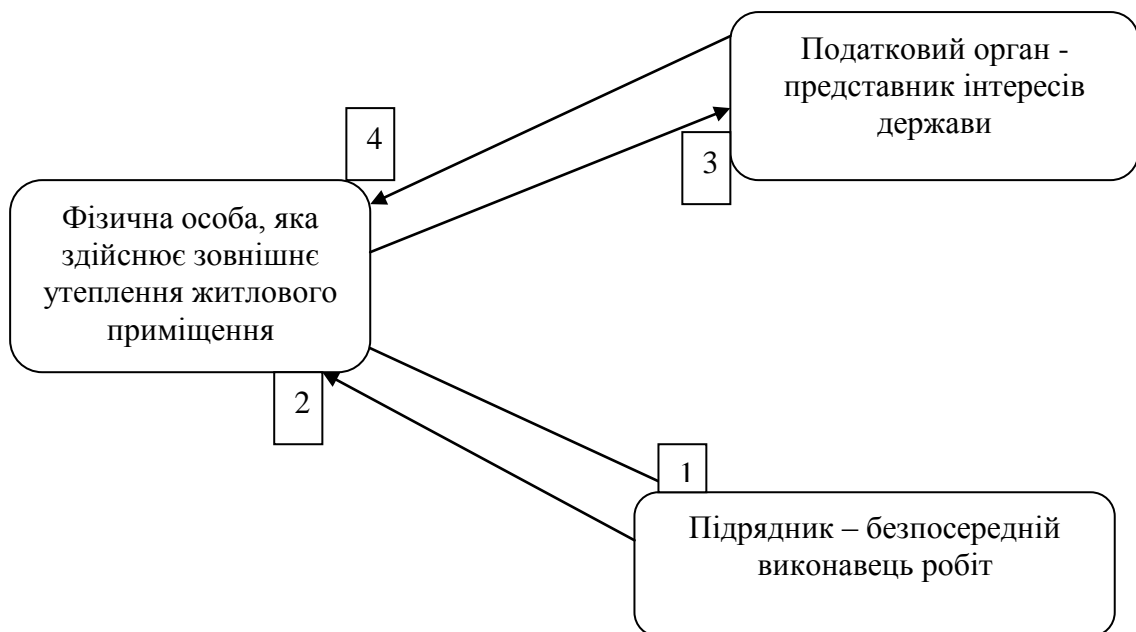 Податковий орган -
представник інтересів
держави
4
3
Фізична особа, яка
здійснює зовнішнє
утеплення житлового
приміщення
2
1
Підрядник – безпосередній
виконавець робіт